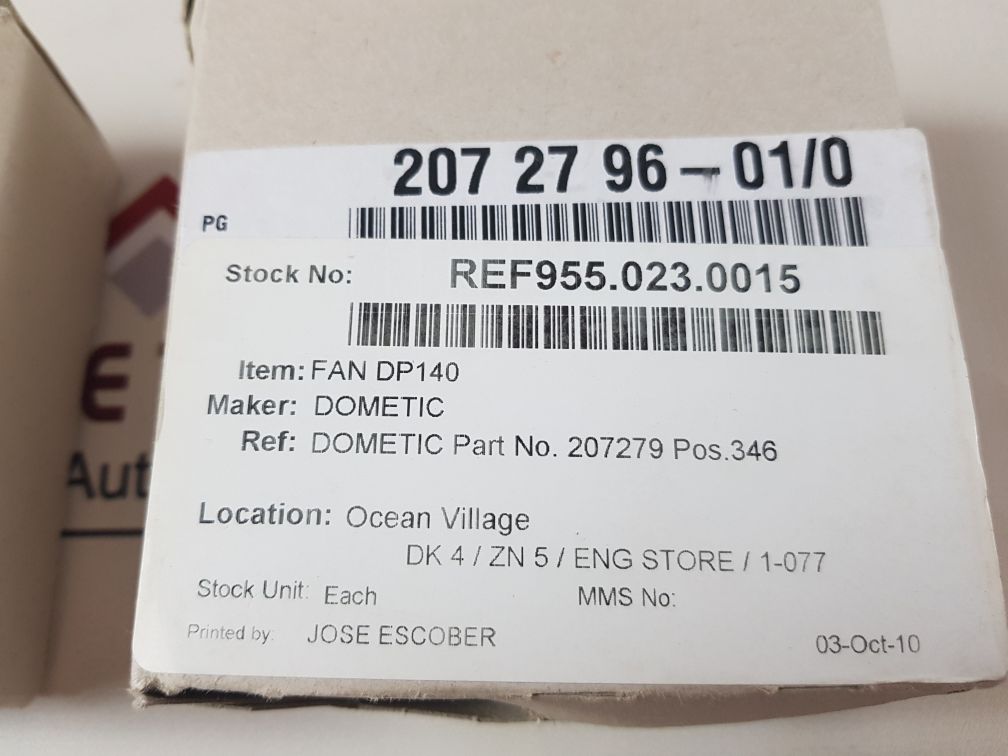 207 27 96 - 01/0
PG
Stock No: REF955.023.0015
Item: FAN DP140
Maker: DOMETIC
Ref: DOMETIC Part No. 207279 Pos.346
Location: Ocean Village
DK 4 / ZN 5 / ENG STORE / 1-077
Stock Unit: Each MMS No:
Printed by: JOSE ESCOBER 03-Oct-10
E
Aut